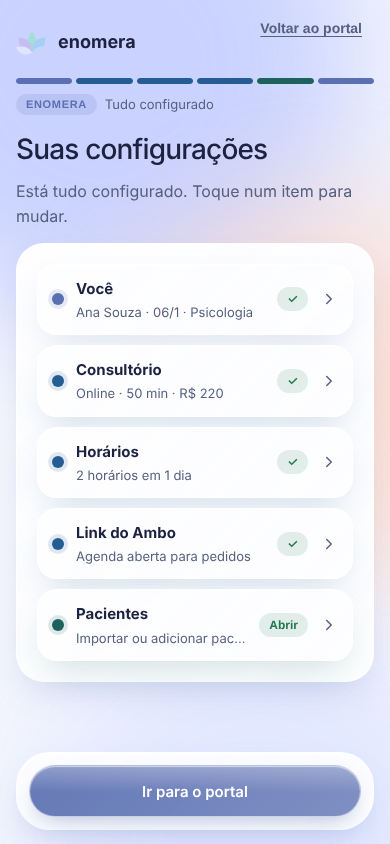 enomera
Voltar ao portal
ENOMERA
Tudo configurado
Suas configurações
Está tudo configurado. Toque num item para
mudar.
Você
Ana Souza · 06/1 · Psicologia
Consultório
Online · 50 min · R$ 220
Horários
2 horários em 1 dia
Link do Ambo
Agenda aberta para pedidos
Pacientes
Importar ou adicionar pac...
Abrir
Ir para o portal